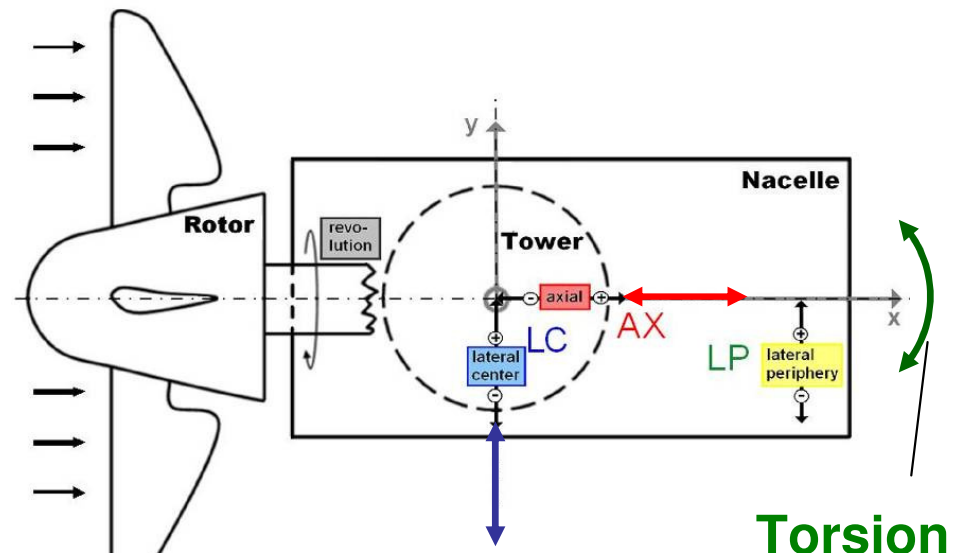 y
Nacelle
Rotor
revo-
lution
Tower
axial
x
LC
AX
lateral
center
LP
lateral
periphery
Torsion